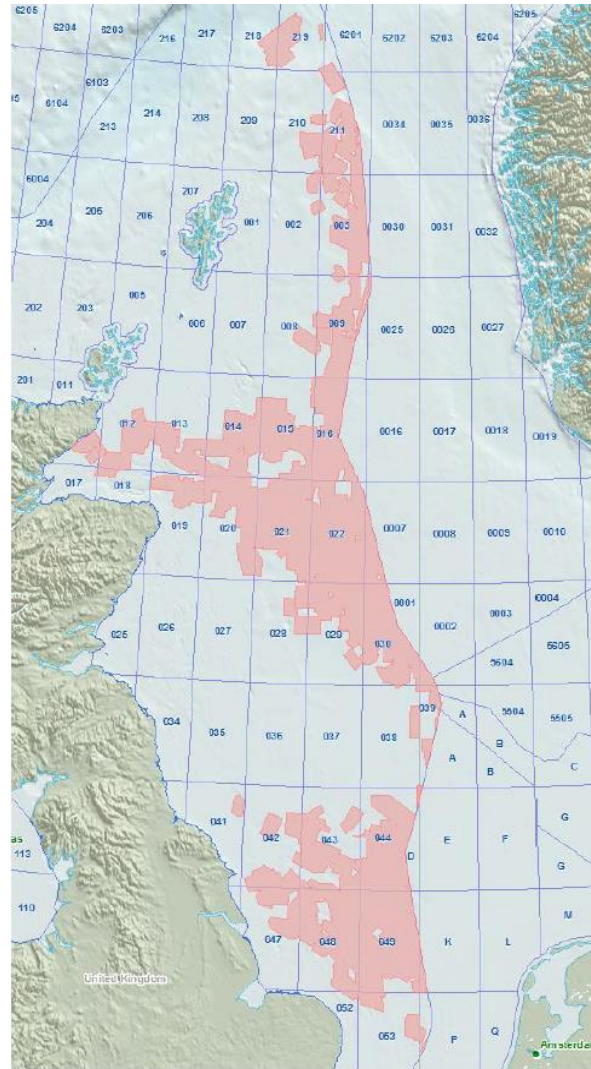 6205 6204 6203 216 217 218 219 6201 6202 6203 6204 6205
6104 6103 213 214 208 209 210 211 0034 0035 0036
6004 204 205 206 207 001 002 003 0030 0031 0032
202 203 005 006 007 008 009 0025 0026 0027
201 011 012 013 014 015 016 0016 0017 0018 0019
017 018 019 020 021 022 0007 0008 0009 0010
025 026 027 028 029 030 0001 0002 0003 0004
5604 5605
034 035 036 037 038 039 A B 5504 5505
A B C
041 042 043 044 D E F G
113 G
110 047 048 049 K L M
United Kingdom
052 053 P Q
Amsterda